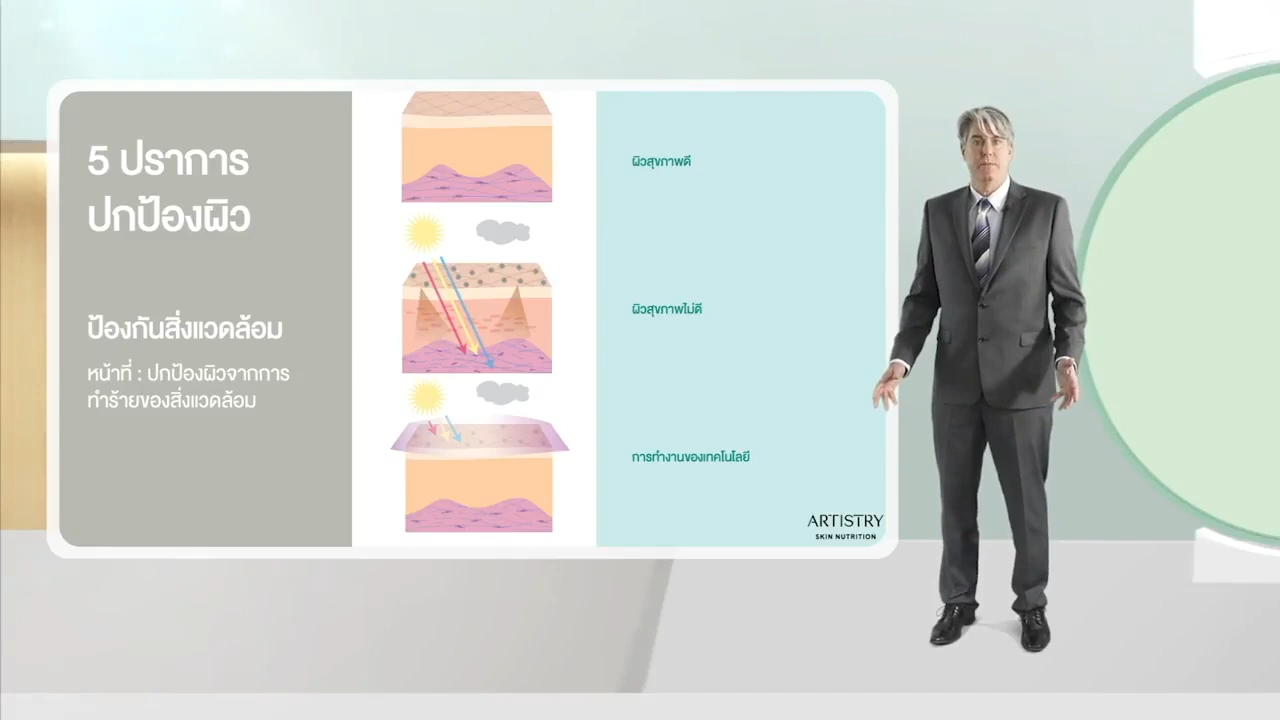 5 ปราการ
ปกป้องผิว
ป้องกันสิ่งแวดล้อม
หน้าที่ : ปกป้องผิวจากการ
ทำร้ายของสิ่งแวดล้อม
ผิวสุขภาพดี
ผิวสุขภาพไม่ดี
การทำงานของเทคโนโลยี
ARTISTRY
SKIN NUTRITION